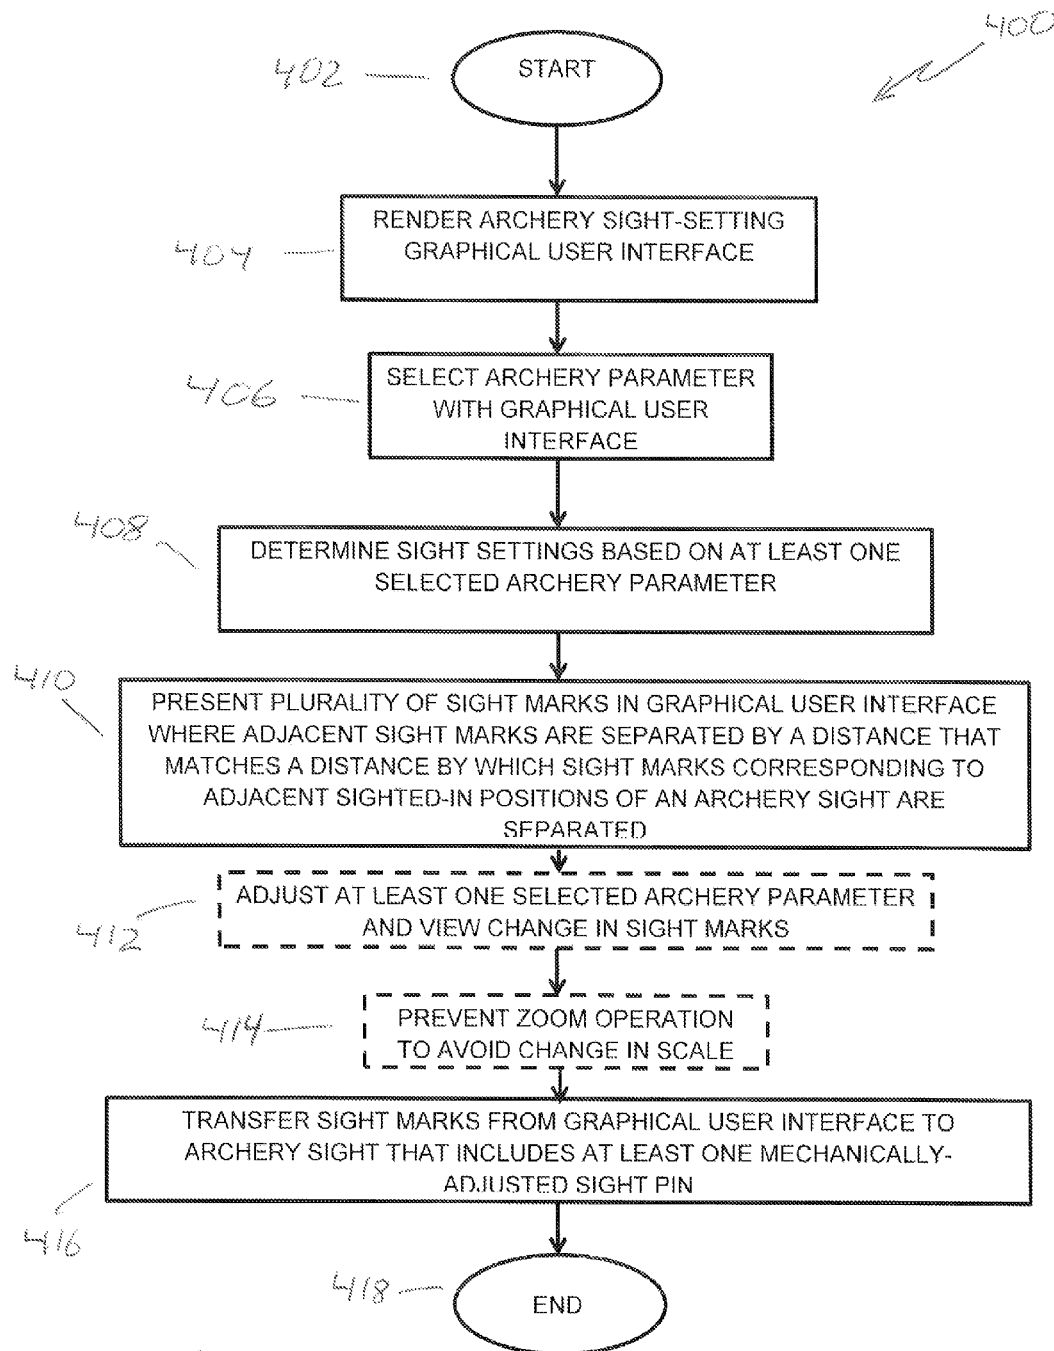 400
402
START
404
RENDER ARCHERY SIGHT-SETTING
GRAPHICAL USER INTERFACE
406
SELECT ARCHERY PARAMETER
WITH GRAPHICAL USER
INTERFACE
408
DETERMINE SIGHT SETTINGS BASED ON AT LEAST ONE
SELECTED ARCHERY PARAMETER
410
PRESENT PLURALITY OF SIGHT MARKS IN GRAPHICAL USER INTERFACE
WHERE ADJACENT SIGHT MARKS ARE SEPARATED BY A DISTANCE THAT
MATCHES A DISTANCE BY WHICH SIGHT MARKS CORRESPONDING TO
ADJACENT SIGHTED-IN POSITIONS OF AN ARCHERY SIGHT ARE
SEPARATED
412
ADJUST AT LEAST ONE SELECTED ARCHERY PARAMETER
AND VIEW CHANGE IN SIGHT MARKS
414
PREVENT ZOOM OPERATION
TO AVOID CHANGE IN SCALE
416
TRANSFER SIGHT MARKS FROM GRAPHICAL USER INTERFACE TO
ARCHERY SIGHT THAT INCLUDES AT LEAST ONE MECHANICALLY-
ADJUSTED SIGHT PIN
418
END